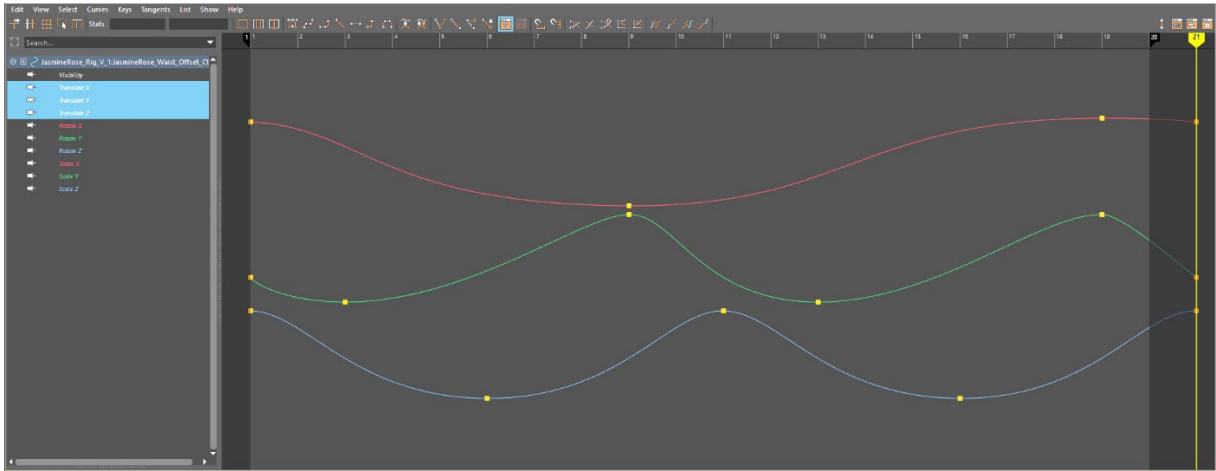 Edit View Select Curves Keys Tangents List Show Help
Stats
Search...
1 1 2 3 4 5 6 7 8 9 10 11 12 13 14 15 16 17 18 19 20 21
JasmineRose_Rig_V_1:JasmineRose_Waist_Offset_Ct
Visibility
Translate X
Translate Y
Translate Z
Rotate X
Rotate Y
Rotate Z
Scale X
Scale Y
Scale Z